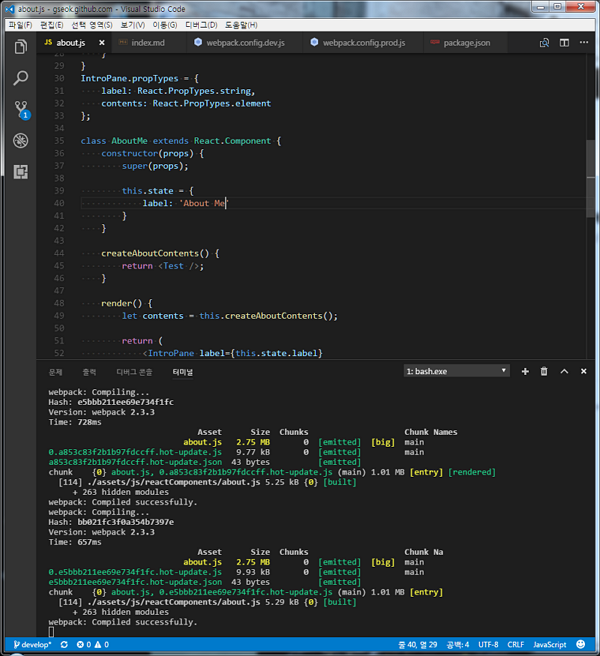 about.js - gseok.github.com - Visual Studio Code
파일(F) 편집(E) 선택 영역(S) 보기(V) 이동(G) 디버그(D) 도움말(H)
JS about.js index.md webpack.config.dev.js webpack.config.prod.js package.json
28 }
29 }
30 IntroPane.propTypes = {
31 label: React.PropTypes.string,
32 contents: React.PropTypes.element
33 };
34
35 class AboutMe extends React.Component {
36 constructor(props) {
37 super(props);
38
39 this.state = {
40 label: 'About Me'
41 }
42 }
43
44 createAboutContents() {
45 return <Test />;
46 }
47
48 render() {
49 let contents = this.createAboutContents();
50
51 return (
52 <IntroPane label={this.state.label}
1
문제 출력 디버그 콘솔 터미널 1: bash.exe
webpack: Compiling...
Hash: e5bbb211ee69e734f1fc
Version: webpack 2.3.3
Time: 728ms
Asset Size Chunks Chunk Names
about.js 2.75 MB 0 [emitted] [big] main
0.a853c83f2b1b97fdccff.hot-update.js 9.77 kB 0 [emitted] main
a853c83f2b1b97fdccff.hot-update.json 43 bytes [emitted]
chunk {0} about.js, 0.a853c83f2b1b97fdccff.hot-update.js (main) 1.01 MB [entry] [rendered]
[114] ./assets/js/reactComponents/about.js 5.25 kB {0} [built]
+ 263 hidden modules
webpack: Compiled successfully.
webpack: Compiling...
Hash: bb021fc3f0a354b7397e
Version: webpack 2.3.3
Time: 657ms
Asset Size Chunks Chunk Na
about.js 2.75 MB 0 [emitted] [big] main
0.e5bbb211ee69e734f1fc.hot-update.js 9.93 kB 0 [emitted] main
e5bbb211ee69e734f1fc.hot-update.json 43 bytes [emitted]
chunk {0} about.js, 0.e5bbb211ee69e734f1fc.hot-update.js (main) 1.01 MB [entry]
[114] ./assets/js/reactComponents/about.js 5.29 kB {0} [built]
+ 263 hidden modules
webpack: Compiled successfully.
develop* 0 0 줄 40, 열 29 공백: 4 UTF-8 CRLF JavaScript